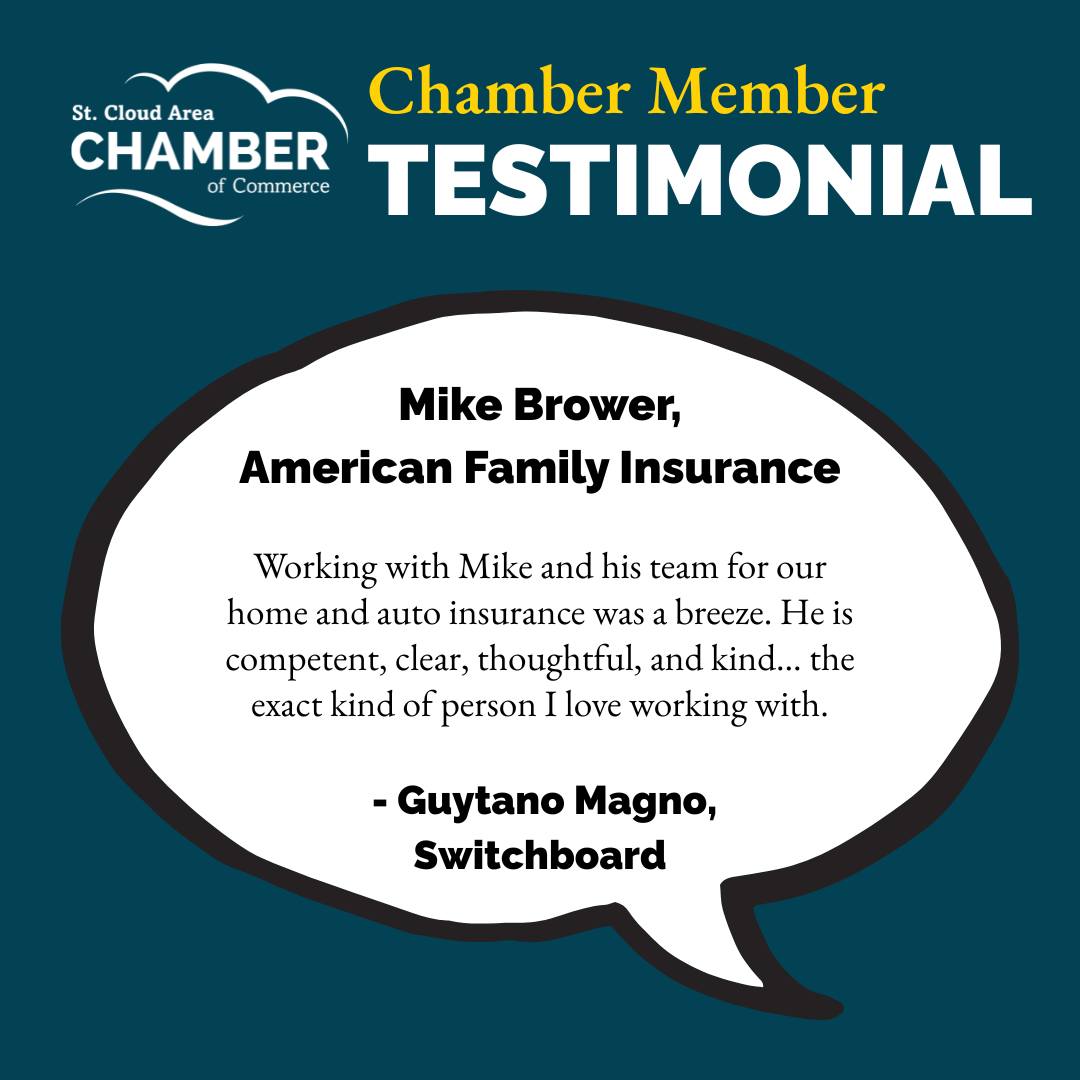 St. Cloud Area
CHAMBER
of Commerce
Chamber Member
TESTIMONIAL
Mike Brower,
American Family Insurance
Working with Mike and his team for our
home and auto insurance was a breeze. He is
competent, clear, thoughtful, and kind... the
exact kind of person I love working with.
- Guytano Magno,
Switchboard